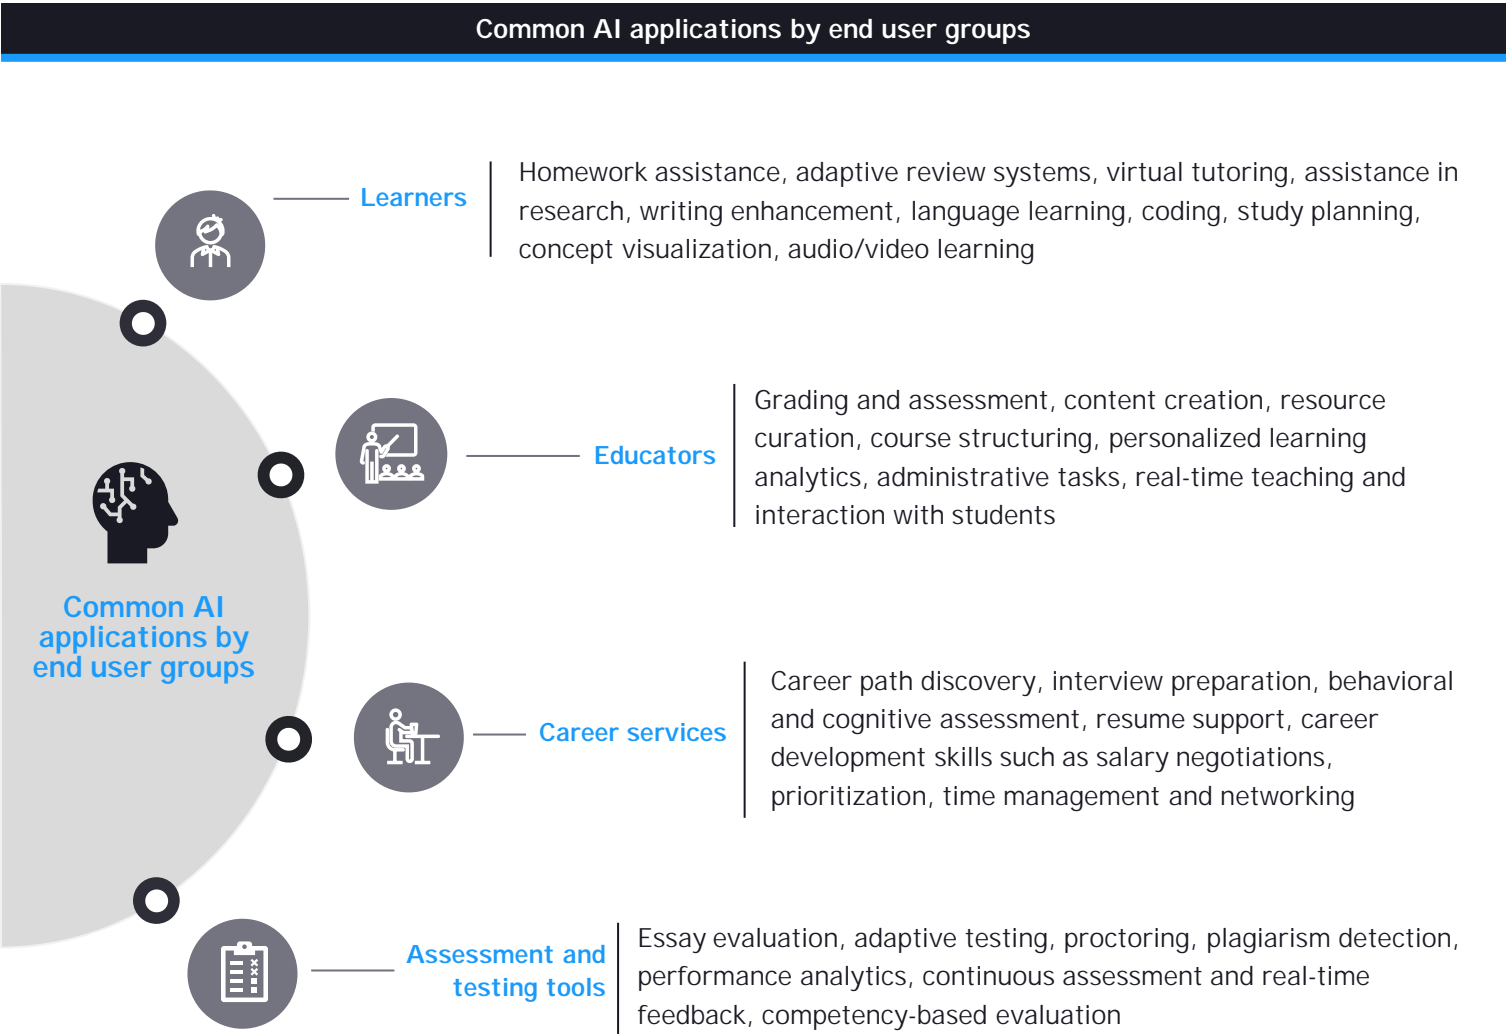 Common AI applications by end user groups
Learners
Homework assistance, adaptive review systems, virtual tutoring, assistance in
research, writing enhancement, language learning, coding, study planning,
concept visualization, audio/video learning
Educators
Grading and assessment, content creation, resource
curation, course structuring, personalized learning
analytics, administrative tasks, real-time teaching and
interaction with students
Common AI
applications by
end user groups
Career services
Career path discovery, interview preparation, behavioral
and cognitive assessment, resume support, career
development skills such as salary negotiations,
prioritization, time management and networking
Assessment and
testing tools
Essay evaluation, adaptive testing, proctoring, plagiarism detection,
performance analytics, continuous assessment and real-time
feedback, competency-based evaluation